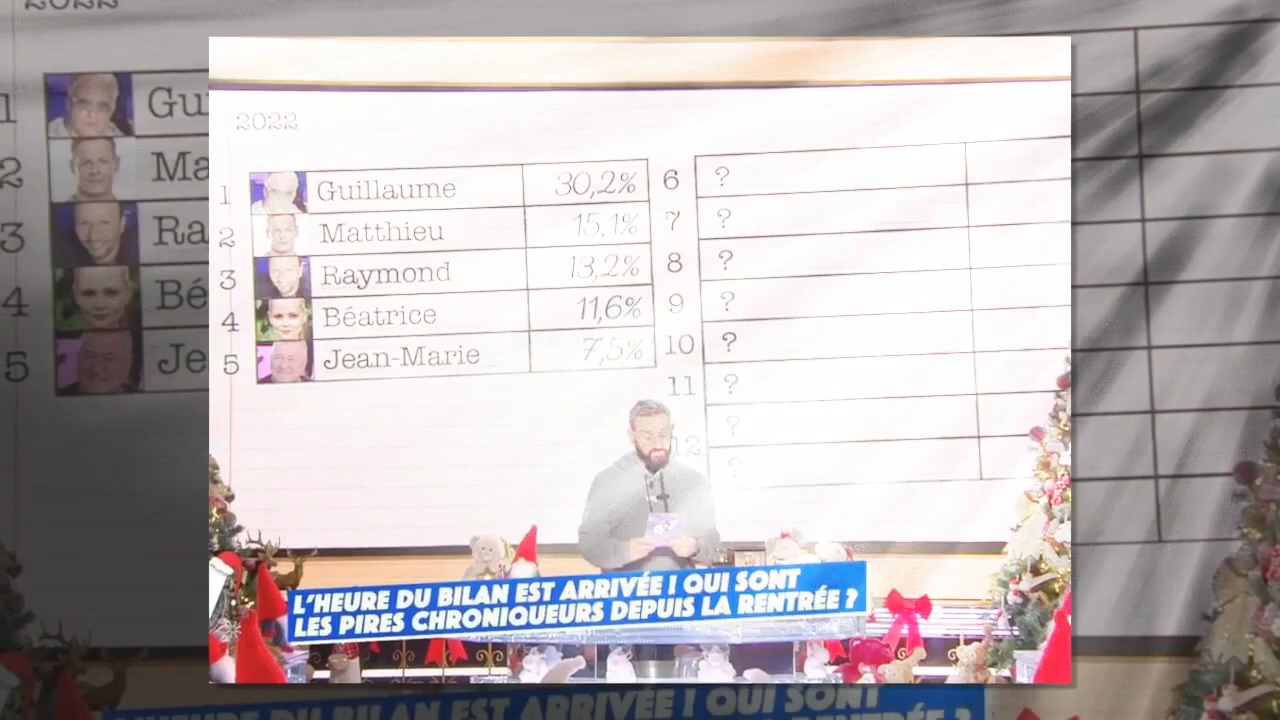 2022
1 Guillaume 30,2%
2 Matthieu 15,1%
3 Raymond 13,2%
4 Béatrice 11,6%
5 Jean-Marie 7,5%
6 ?
7 ?
8 ?
9 ?
10 ?
11 ?
12 ?
?
L'HEURE DU BILAN EST ARRIVÉE ! QUI SONT
LES PIRES CHRONIQUEURS DEPUIS LA RENTRÉE ?